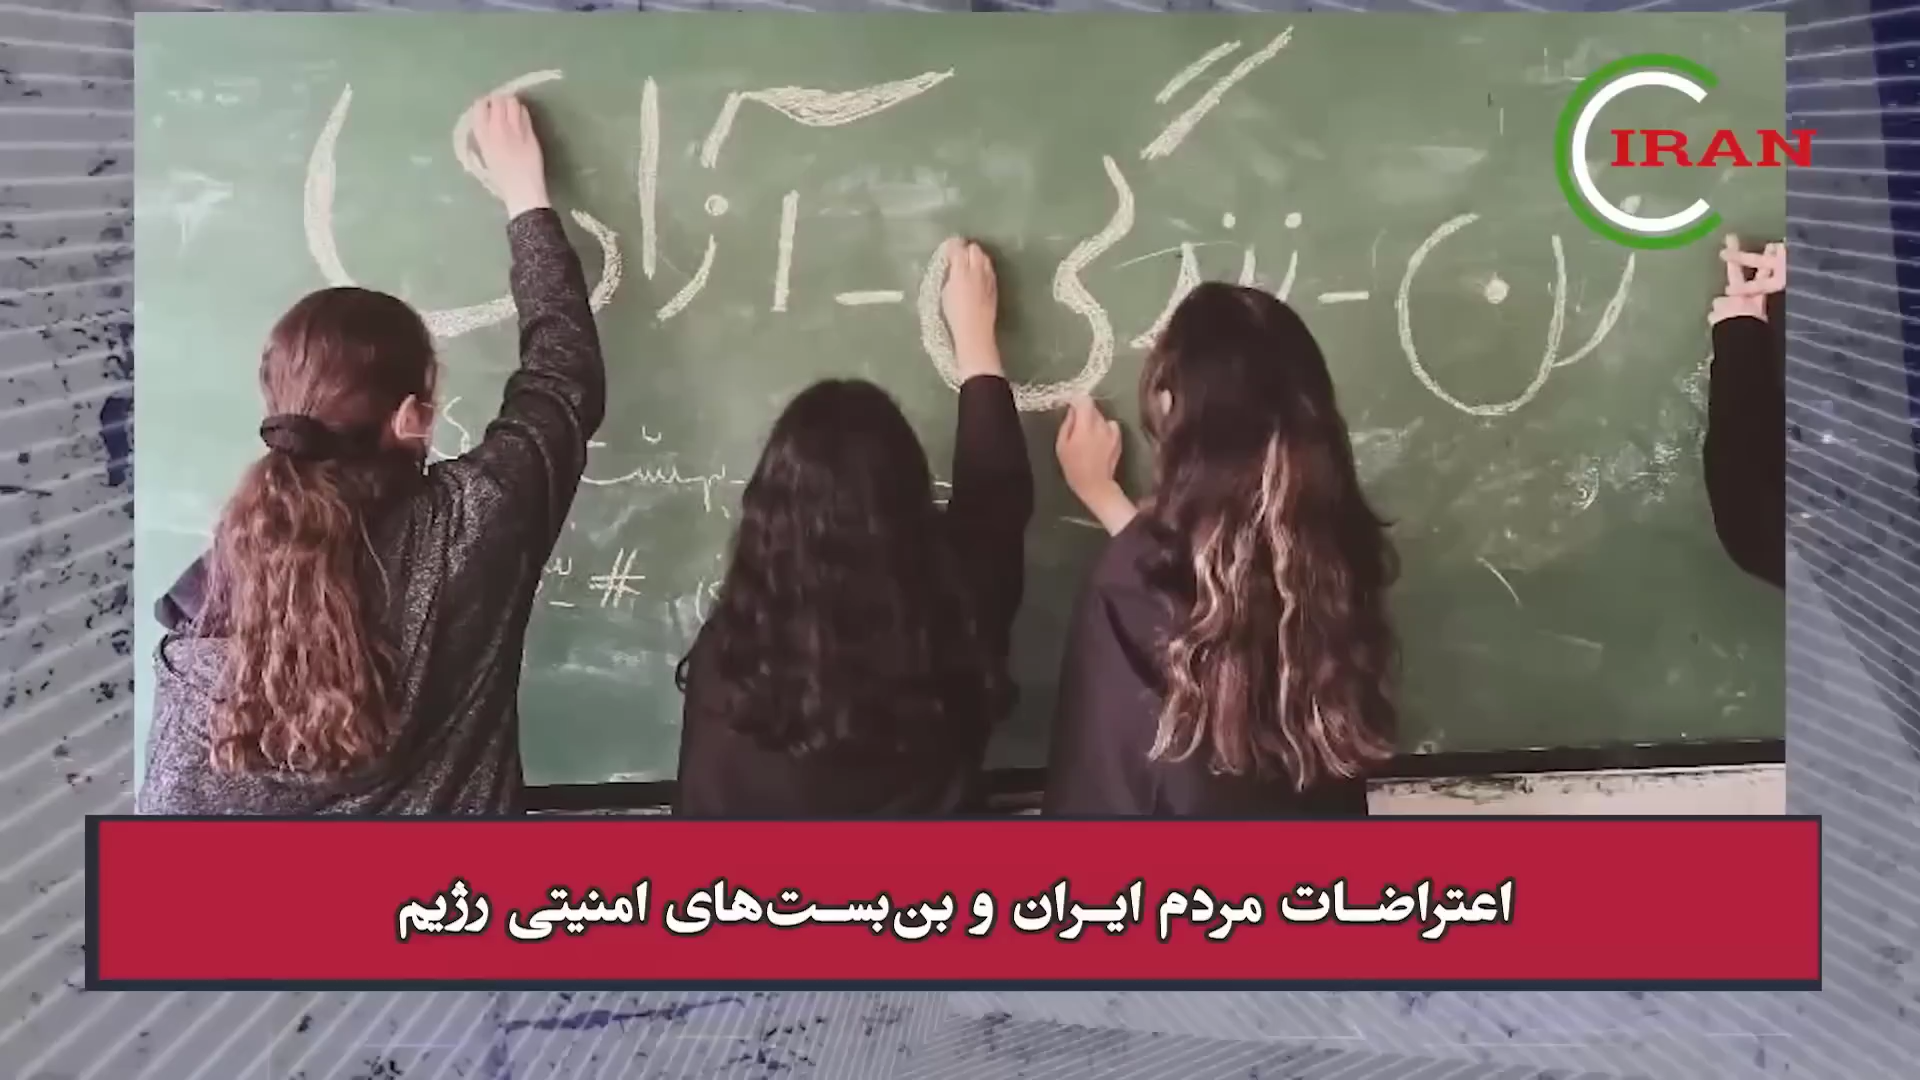 IRAN
زن - زندگی - آزادی
#
اعتراضات مردم ایران و بن‌بست‌های امنیتی رژیم